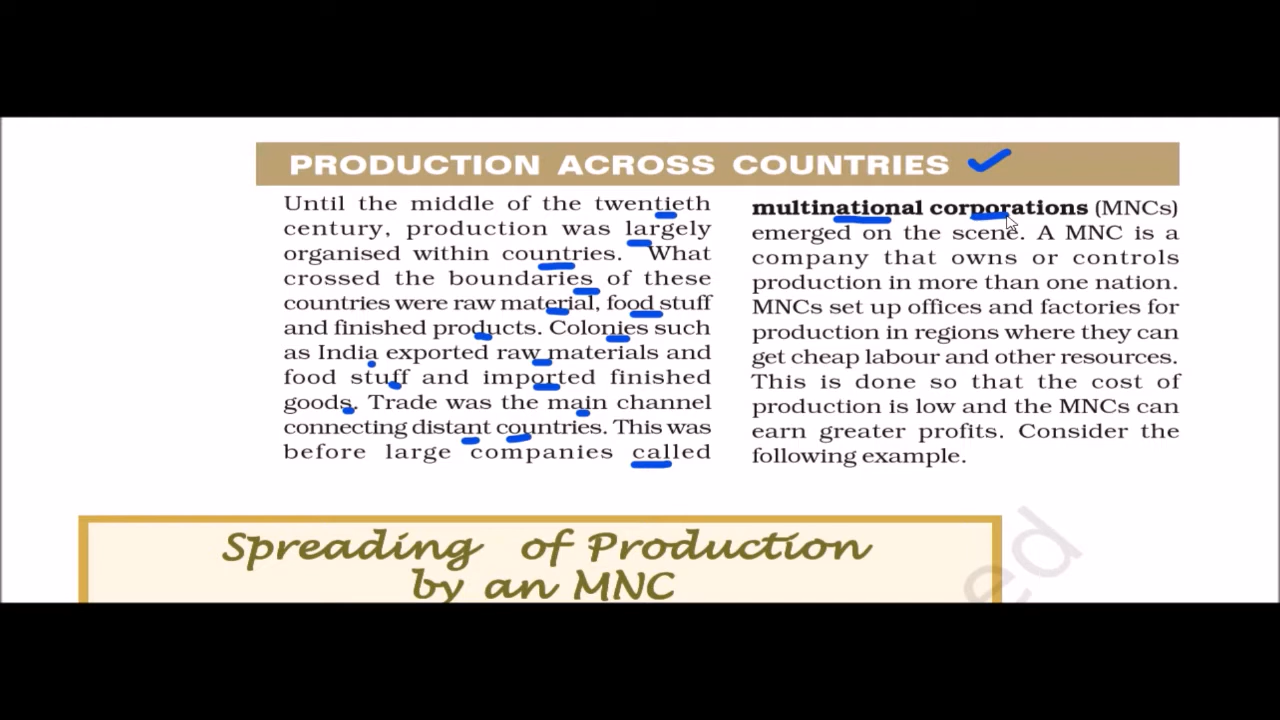 PRODUCTION ACROSS COUNTRIES
Until the middle of the twentieth
century, production was largely
organised within countries. What
crossed the boundaries of these
countries were raw material, food stuff
and finished products. Colonies such
as India exported raw materials and
food stuff and imported finished
goods. Trade was the main channel
connecting distant countries. This was
before large companies called
multinational corporations (MNCs)
emerged on the scene. A MNC is a
company that owns or controls
production in more than one nation.
MNCs set up offices and factories for
production in regions where they can
get cheap labour and other resources.
This is done so that the cost of
production is low and the MNCs can
earn greater profits. Consider the
following example.
Spreading of Production
by an MNC